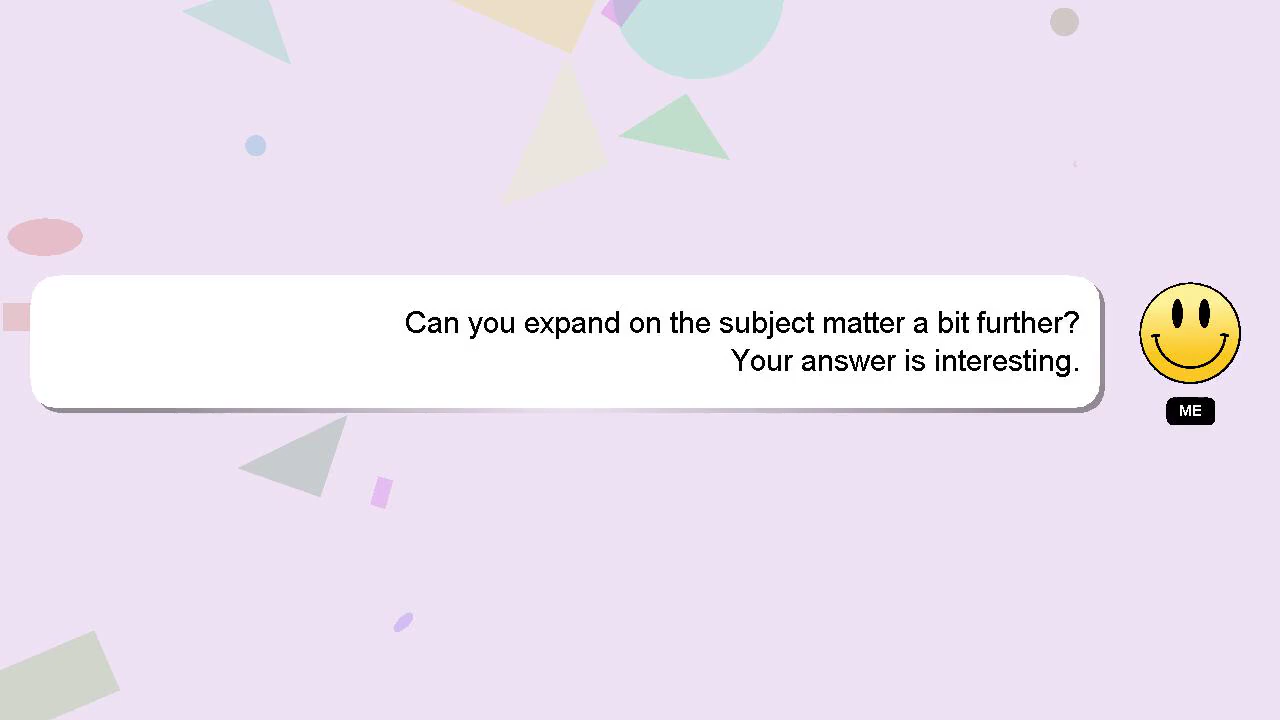 Can you expand on the subject matter a bit further?
Your answer is interesting.
ME